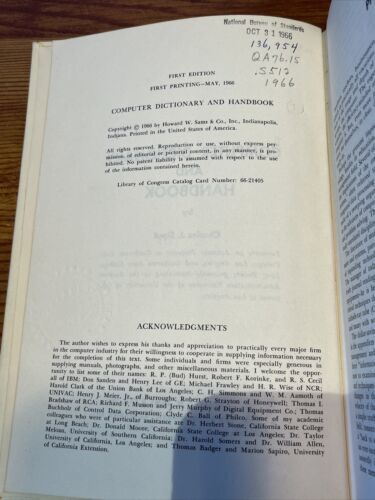 National Bureau of Standards
OCT 31 1966
136,954
QA76.15
.S512
1966
FIRST EDITION
FIRST PRINTING—MAY, 1966
COMPUTER DICTIONARY AND HANDBOOK
Copyright © 1966 by Howard W. Sams & Co., Inc., Indianapolis,
Indiana. Printed in the United States of America.
All rights reserved. Reproduction or use, without express per-
mission, of editorial or pictorial content, in any manner, is pro-
hibited. No patent liability is assumed with respect to the use
of the information contained herein.
Library of Congress Catalog Card Number: 66-21405
ACKNOWLEDGMENTS
The author wishes to express his thanks and appreciation to practically every major firm
in the computer industry for their willingness to cooperate in supplying information necessary
for the completion of this text. Some individuals and firms were especially generous in
supplying manuals, photographs, and other miscellaneous materials. I welcome the oppor-
tunity to list some of their names: R. P. (Bud) Hurst, Robert F. Korinke, and R. S. Cecil
all of IBM; Don Sanden and Henry Lee of GE; Michael Frawley and H. R. Wise of NCR;
Harold Clark of the Union Bank of Los Angeles; C. H. Simmons and W. M. Aamoth of
UNIVAC; Henry J. Meier, Jr., of Burroughs; Robert G. Strayton of Honeywell; Thomas I.
Bradshaw of RCA; Richard F. Musson and Jerry Murphy of Digital Equipment Co.; Thomas
Buchholz of Control Data Corporation; Clyde C. Ball of Philco. Some of my academic
colleagues who were of particular assistance are Dr. Herbert Stone, California State College
at Long Beach; Dr. Donald Moore, California State College at Los Angeles; Dr. Taylor
Meloan, University of Southern California; Dr. Harold Somers and Dr. William Allen,
University of California, Los Angeles; and Thomas Badger and Marion Sapiro, University
of California Extension.